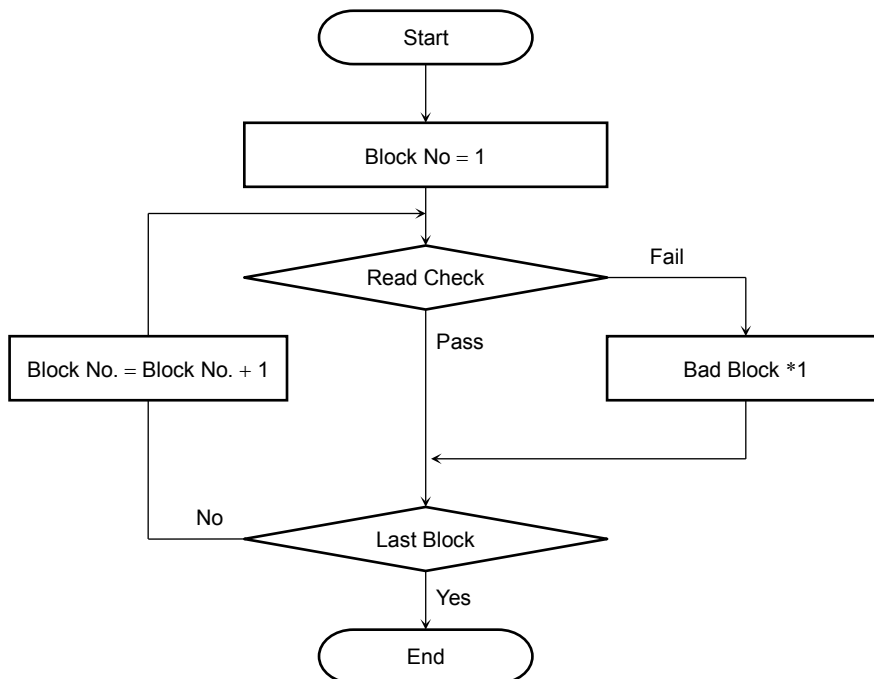 Start
Block No = 1
Read Check
Fail
Pass
Block No. = Block No. + 1
Bad Block *1
No
Last Block
Yes
End